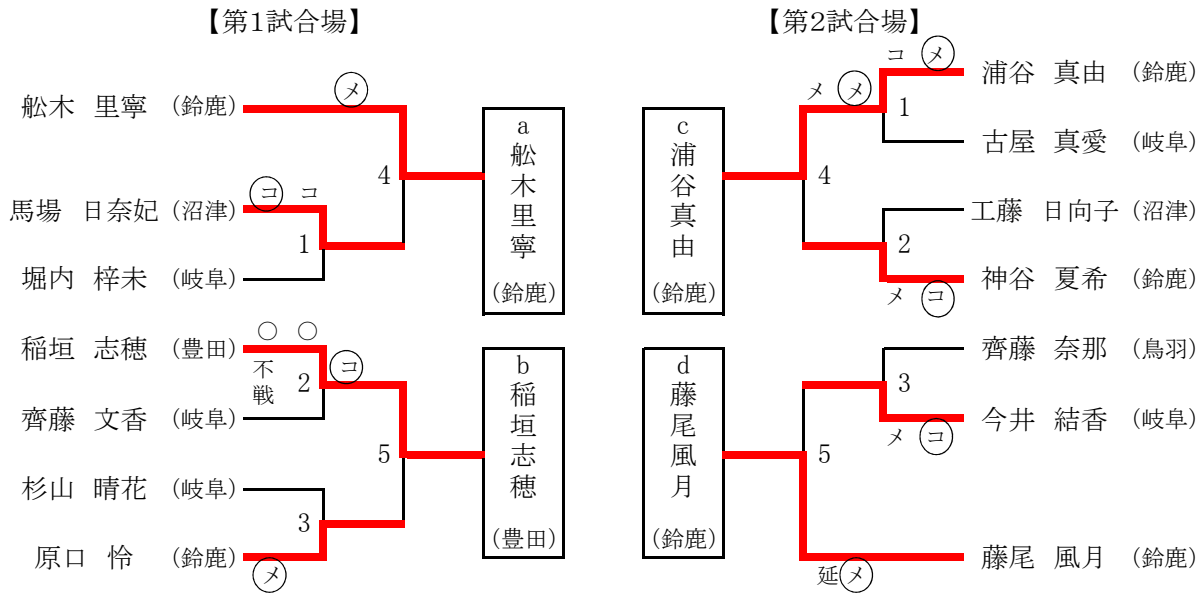 【第1試合場】
メ
舩木 里寧 (鈴鹿)
4
コ コ
馬場 日奈妃 (沼津)
1
堀内 梓未 (岐阜)
○ ○
稲垣 志穂 (豊田)
不戦
2
コ
齊藤 文香 (岐阜)
5
杉山 晴花 (岐阜)
3
原口 怜 (鈴鹿)
メ
a
舩木里寧
(鈴鹿)
b
稲垣志穂
(豊田)
【第2試合場】
c
浦谷真由
(鈴鹿)
d
藤尾風月
(鈴鹿)
コ メ
浦谷 真由 (鈴鹿)
メ メ
1
古屋 真愛 (岐阜)
4
工藤 日向子 (沼津)
2
神谷 夏希 (鈴鹿)
メ コ
齊藤 奈那 (鳥羽)
3
今井 結香 (岐阜)
メ コ
5
藤尾 風月 (鈴鹿)
延 メ